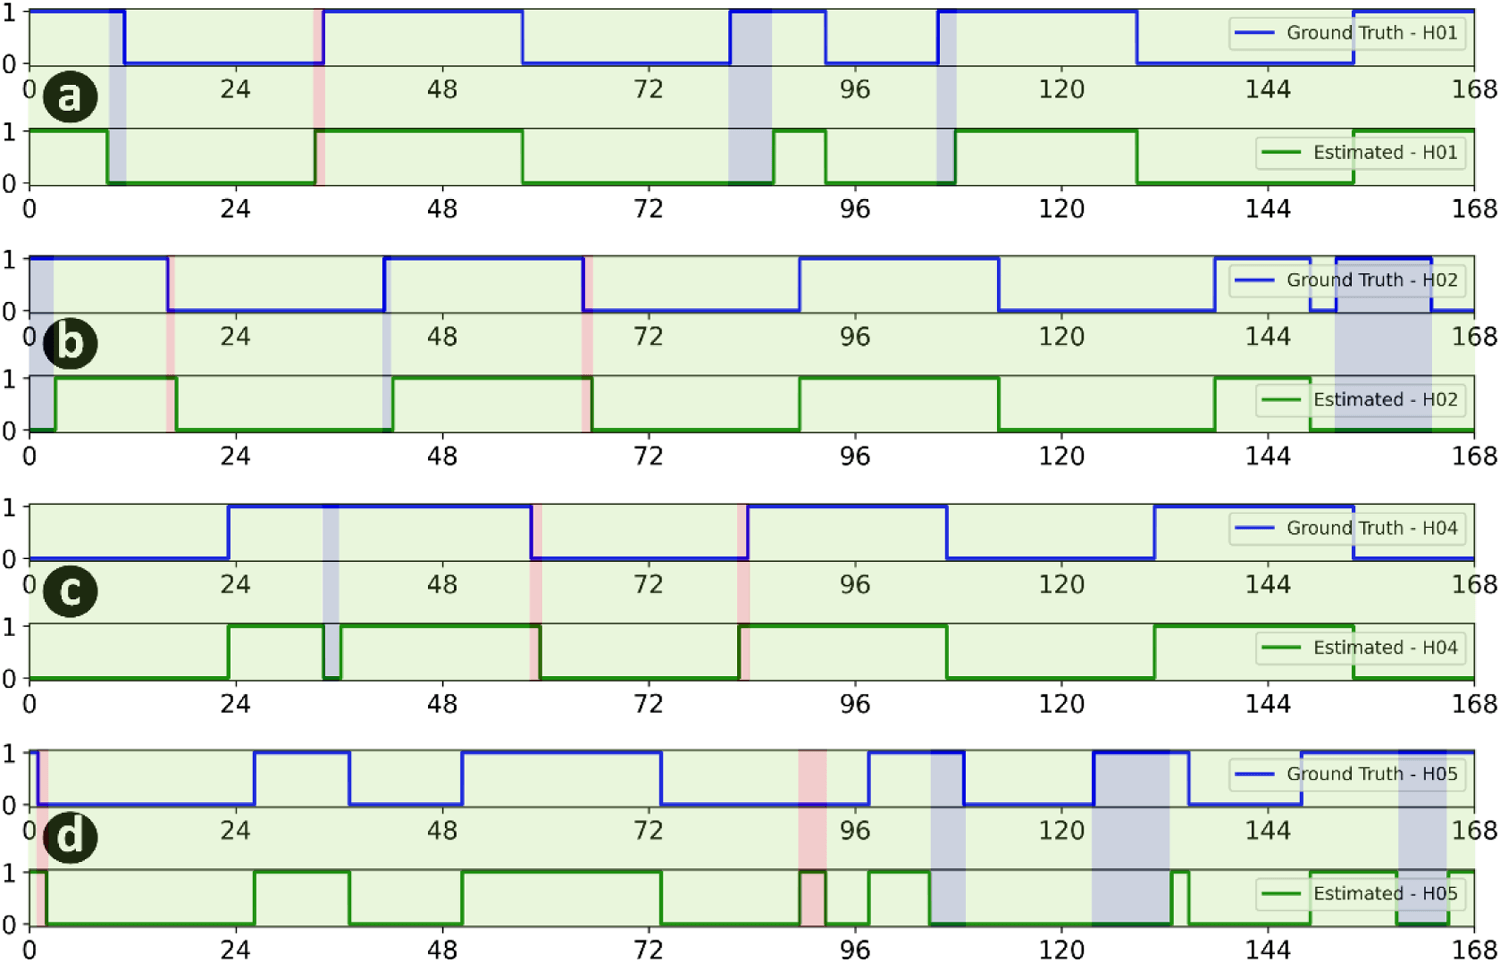 1
Ground Truth - H01
0
0 24 48 72 96 120 144 168
a
1
Estimated - H01
0
0 24 48 72 96 120 144 168
1
Ground Truth - H02
0
0 24 48 72 96 120 144 168
b
1
Estimated - H02
0
0 24 48 72 96 120 144 168
1
Ground Truth - H04
0
0 24 48 72 96 120 144 168
c
1
Estimated - H04
0
0 24 48 72 96 120 144 168
1
Ground Truth - H05
0
0 24 48 72 96 120 144 168
d
1
Estimated - H05
0
0 24 48 72 96 120 144 168